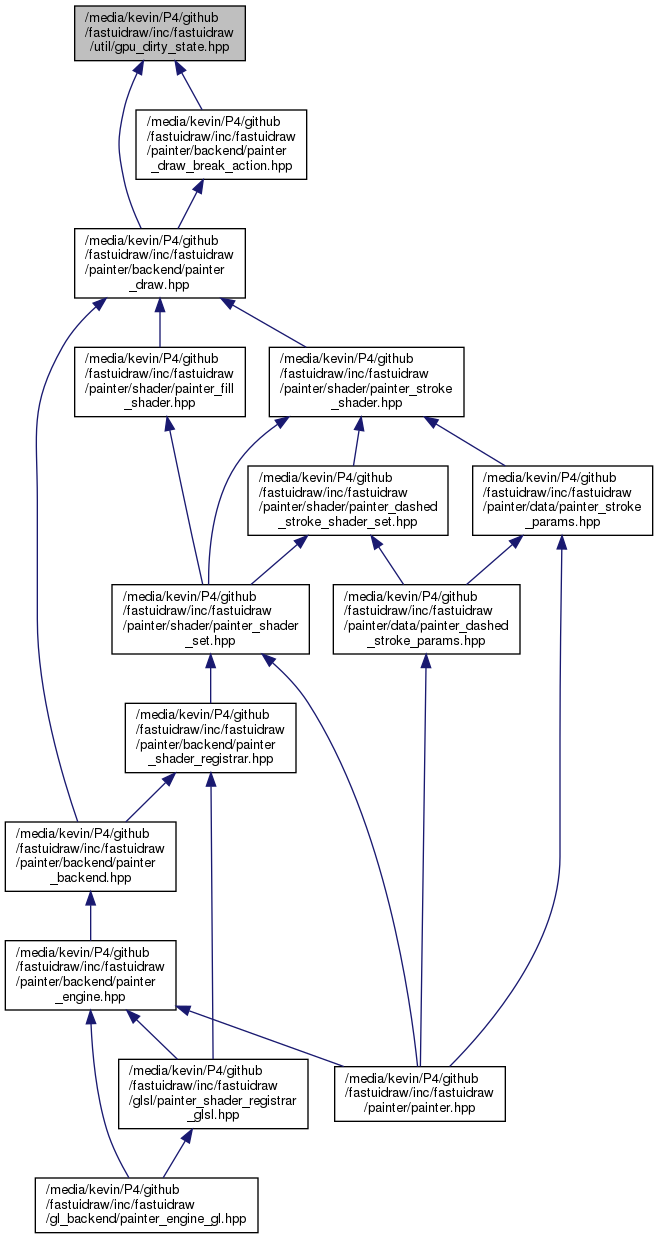 /media/kevin/P4/github
/fastuidraw/inc/fastuidraw
/util/gpu_dirty_state.hpp
/media/kevin/P4/github
/fastuidraw/inc/fastuidraw
/painter/backend/painter
_draw_break_action.hpp
/media/kevin/P4/github
/fastuidraw/inc/fastuidraw
/painter/backend/painter
_draw.hpp
/media/kevin/P4/github
/fastuidraw/inc/fastuidraw
/painter/shader/painter_fill
_shader.hpp
/media/kevin/P4/github
/fastuidraw/inc/fastuidraw
/painter/shader/painter_stroke
_shader.hpp
/media/kevin/P4/github
/fastuidraw/inc/fastuidraw
/painter/shader/painter_dashed
_stroke_shader_set.hpp
/media/kevin/P4/github
/fastuidraw/inc/fastuidraw
/painter/data/painter_stroke
_params.hpp
/media/kevin/P4/github
/fastuidraw/inc/fastuidraw
/painter/shader/painter_shader
_set.hpp
/media/kevin/P4/github
/fastuidraw/inc/fastuidraw
/painter/data/painter_dashed
_stroke_params.hpp
/media/kevin/P4/github
/fastuidraw/inc/fastuidraw
/painter/backend/painter
_shader_registrar.hpp
/media/kevin/P4/github
/fastuidraw/inc/fastuidraw
/painter/backend/painter
_backend.hpp
/media/kevin/P4/github
/fastuidraw/inc/fastuidraw
/painter/backend/painter
_engine.hpp
/media/kevin/P4/github
/fastuidraw/inc/fastuidraw
/glsl/painter_shader_registrar
_glsl.hpp
/media/kevin/P4/github
/fastuidraw/inc/fastuidraw
/painter/painter.hpp
/media/kevin/P4/github
/fastuidraw/inc/fastuidraw
/gl_backend/painter_engine_gl.hpp